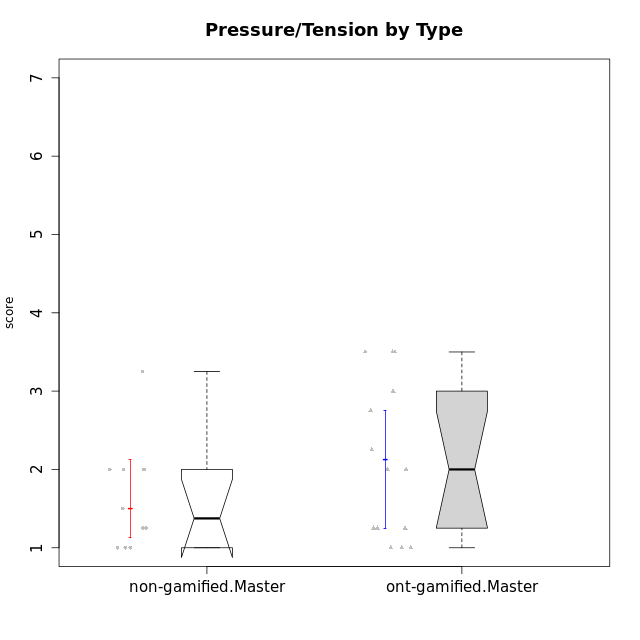 Pressure/Tension by Type
7
6
5
4
3
2
1
score
non-gamified.Master
ont-gamified.Master